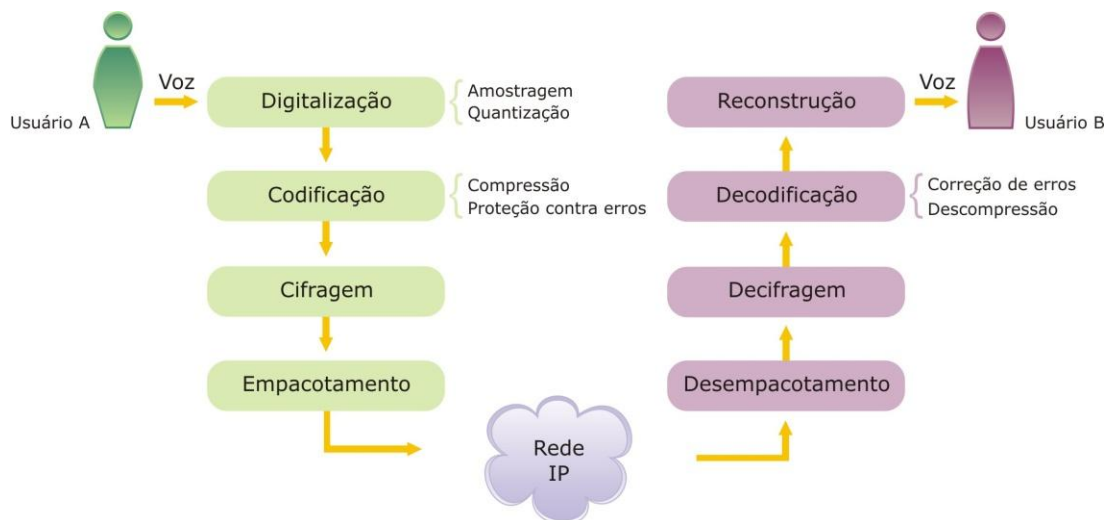 Usuário A
Voz
Digitalização
Amostragem
Quantização
Codificação
Compressão
Proteção contra erros
Cifragem
Empacotamento
Rede
IP
Desempacotamento
Decifragem
Decodificação
Correção de erros
Descompressão
Reconstrução
Voz
Usuário B